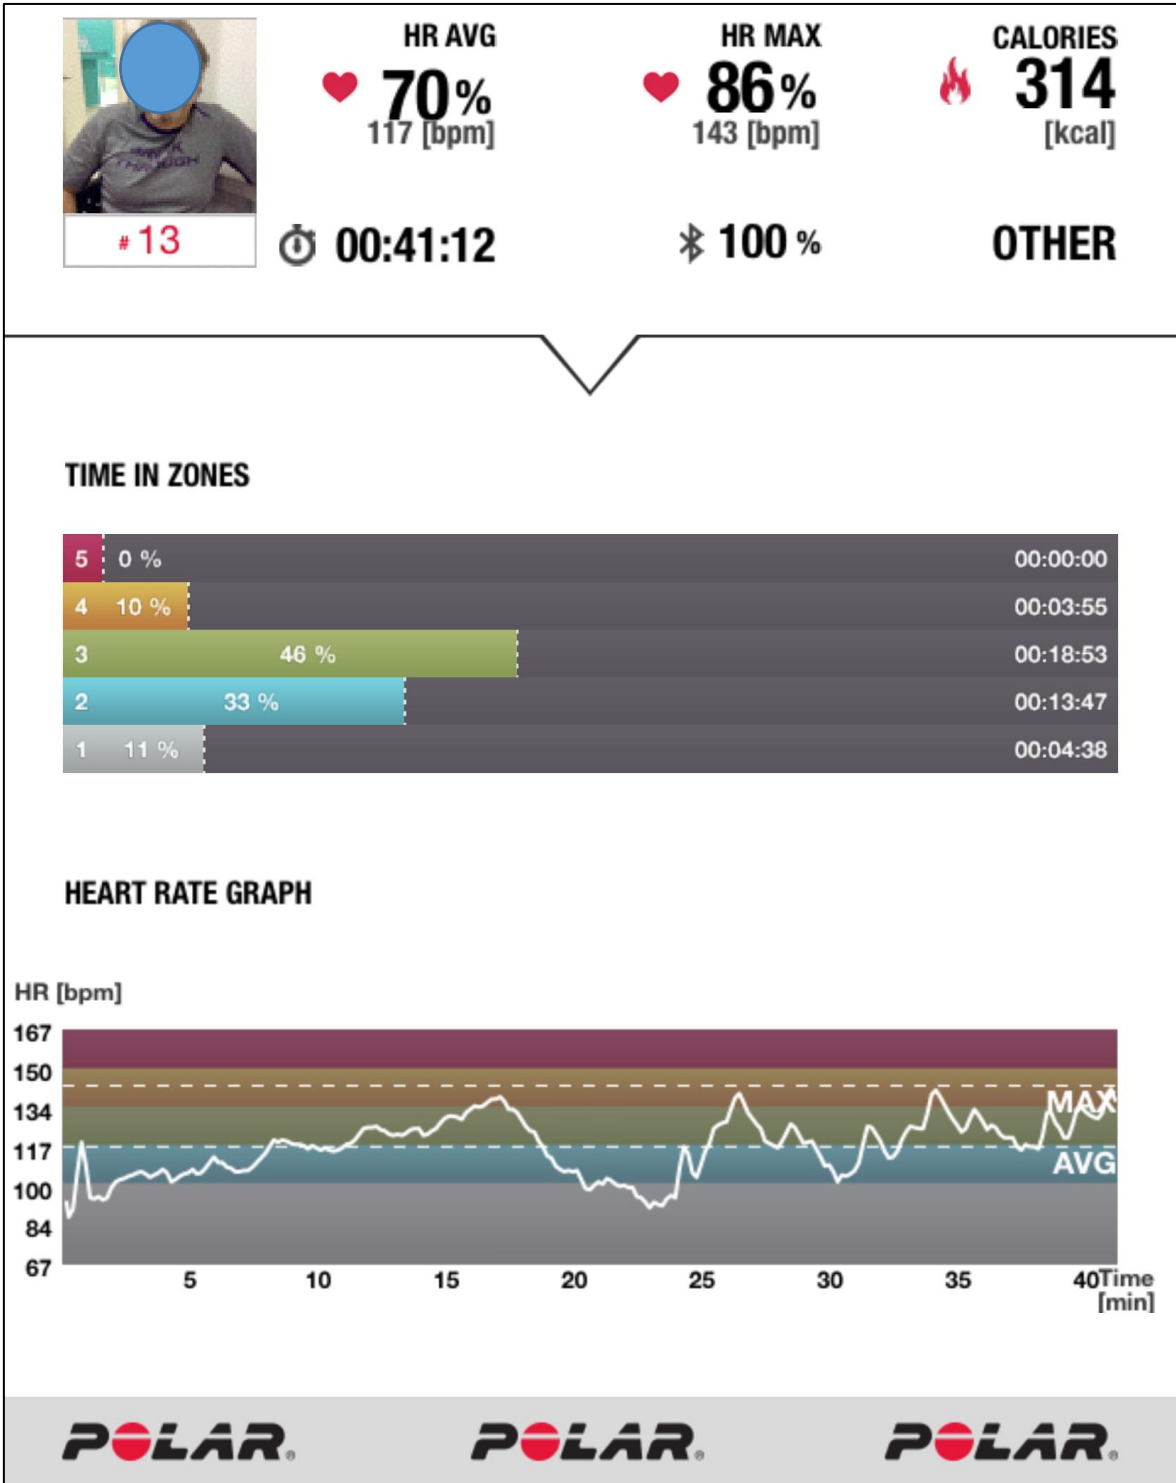 HR AVG
70%
117 [bpm]
HR MAX
86%
143 [bpm]
CALORIES
314
[kcal]
THROUGH
# 13
00:41:12
100 %
OTHER
TIME IN ZONES
5 0 % 00:00:00
4 10 % 00:03:55
3 46 % 00:18:53
2 33 % 00:13:47
1 11 % 00:04:38
HEART RATE GRAPH
HR [bpm]
167
150
134
117
100
84
67
MAX
AVG
5 10 15 20 25 30 35 40 Time
[min]
POLAR® POLAR® POLAR®